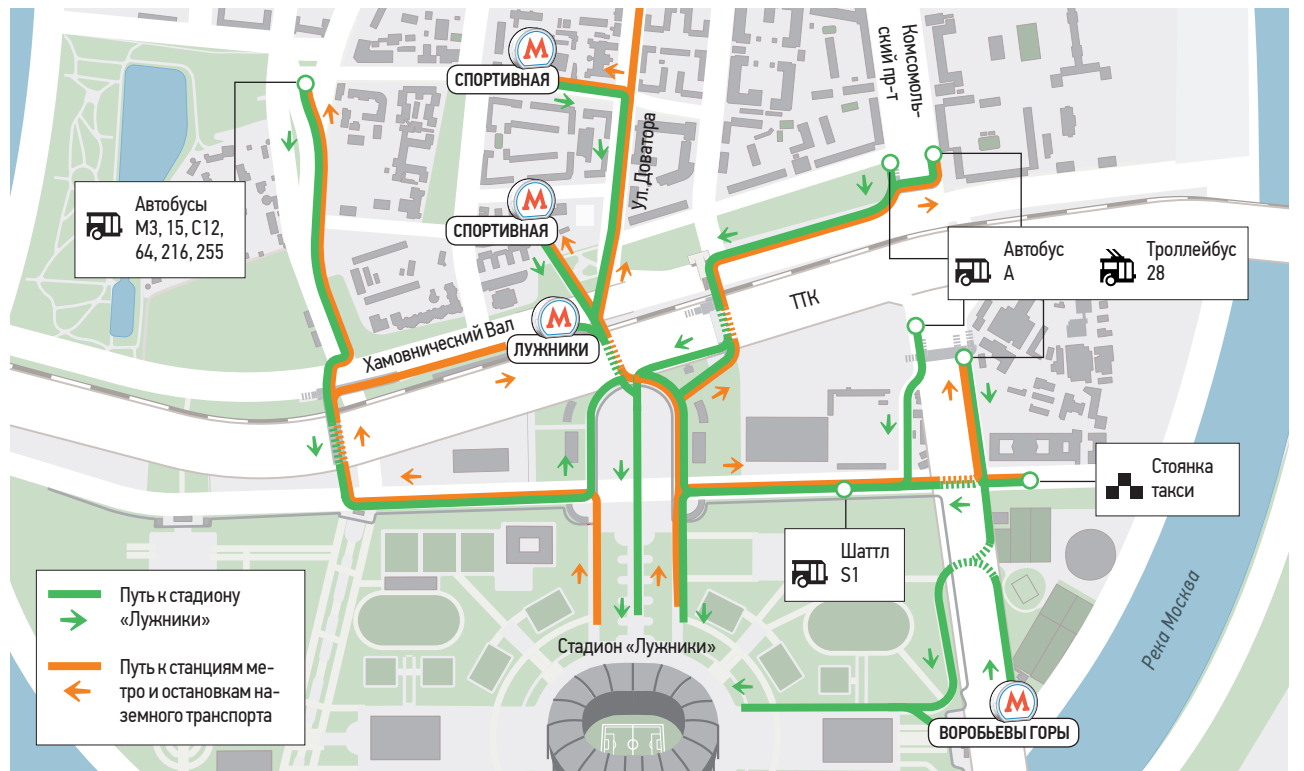 М
СПОРТИВНАЯ
Комсомоль-
ский пр-т
Ул. Доватора
Автобусы
М3, 15, С12,
64, 216, 255
М
СПОРТИВНАЯ
Автобус
А
Троллейбус
28
ТТК
Хамовнический Вал
М
ЛУЖНИКИ
Стоянка
такси
Шаттл
S1
Путь к стадиону
«Лужники»
Путь к станциям ме-
тро и остановкам на-
земного транспорта
Стадион «Лужники»
Река Москва
М
ВОРОБЬЕВЫ ГОРЫ